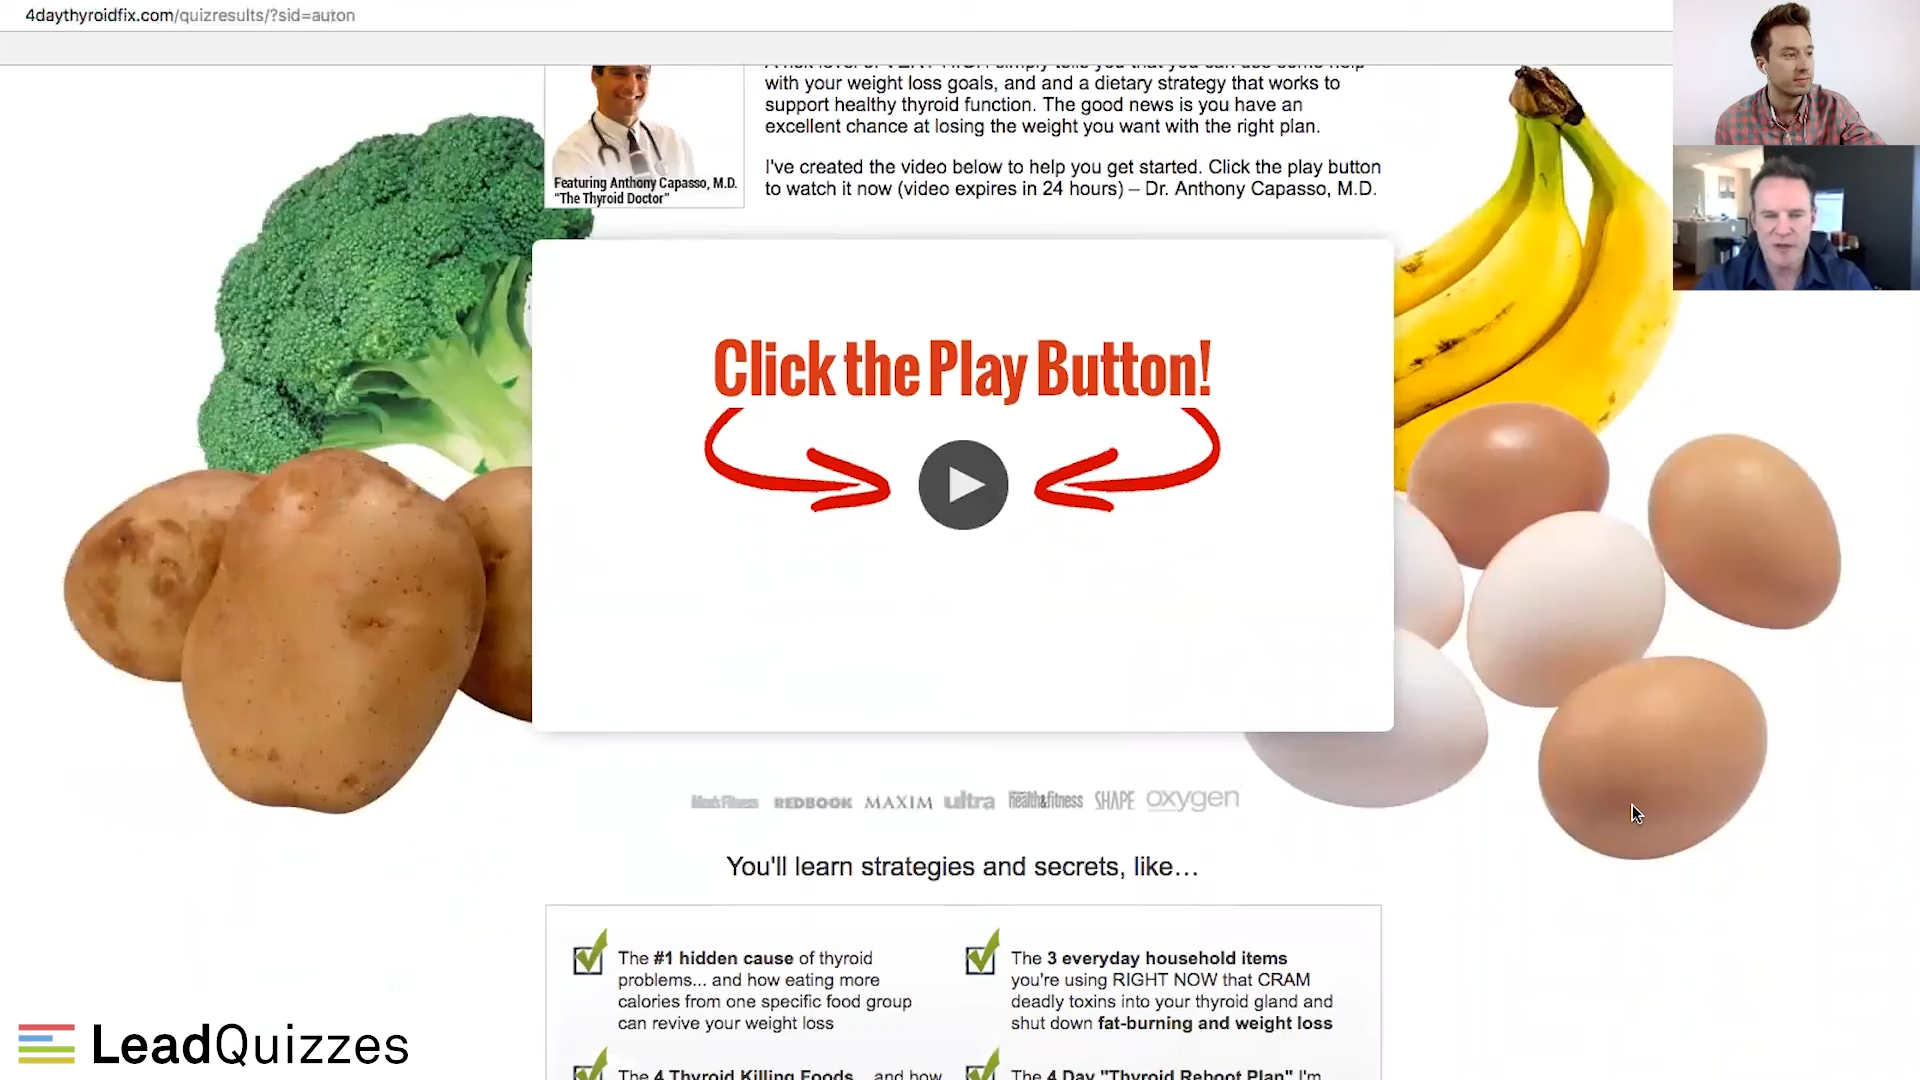 4daythyroidfix.com/quizresults/?sid=auton
with your weight loss goals, and and a dietary strategy that works to
support healthy thyroid function. The good news is you have an
excellent chance at losing the weight you want with the right plan.
I've created the video below to help you get started. Click the play button
to watch it now (video expires in 24 hours) – Dr. Anthony Capasso, M.D.
Featuring Anthony Capasso, M.D.
"The Thyroid Doctor"
Click the Play Button!
Men's Fitness REDBOOK MAXIM ultra health&fitness SHAPE oxygen
You'll learn strategies and secrets, like…
The #1 hidden cause of thyroid
problems... and how eating more
calories from one specific food group
can revive your weight loss
The 3 everyday household items
you're using RIGHT NOW that CRAM
deadly toxins into your thyroid gland and
shut down fat-burning and weight loss
The 4 Thyroid Killing Foods... and how
The 4 Day "Thyroid Reboot Plan" I'm
LeadQuizzes